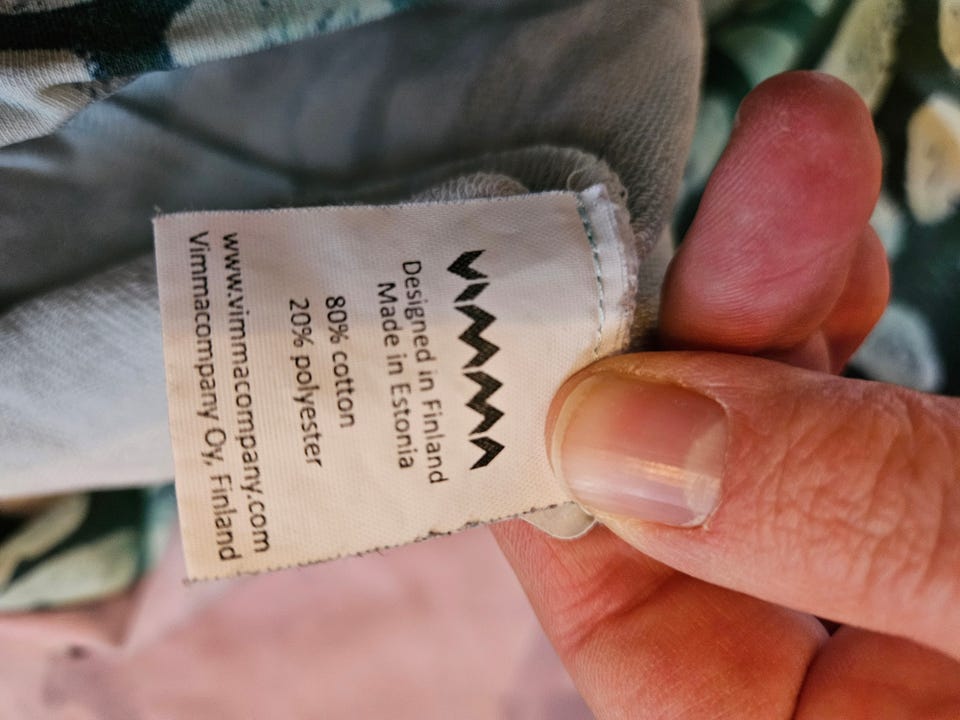 VIMMA
Designed in Finland
Made in Estonia
80% cotton
20% polyester
www.vimmacompany.com
Vimmacompany Oy, Finland